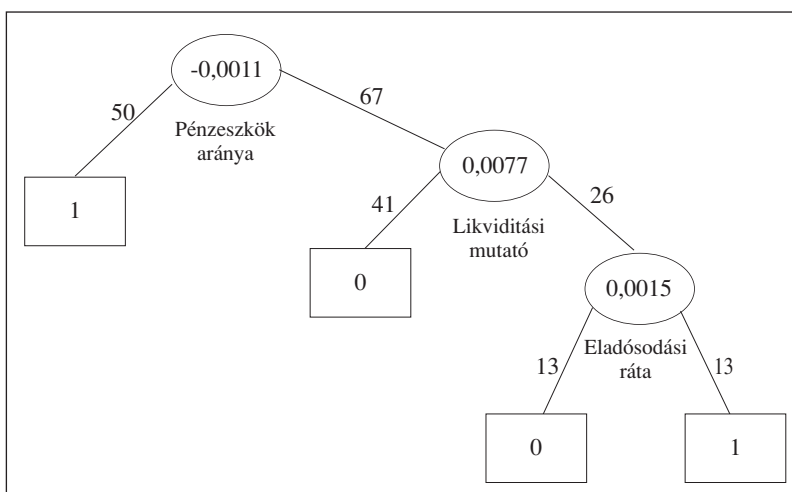 -0,0011
50
67
Pénzeszkök
aránya
1
0,0077
41
26
Likviditási
mutató
0
0,0015
Eladósodási
ráta
13
13
0
1